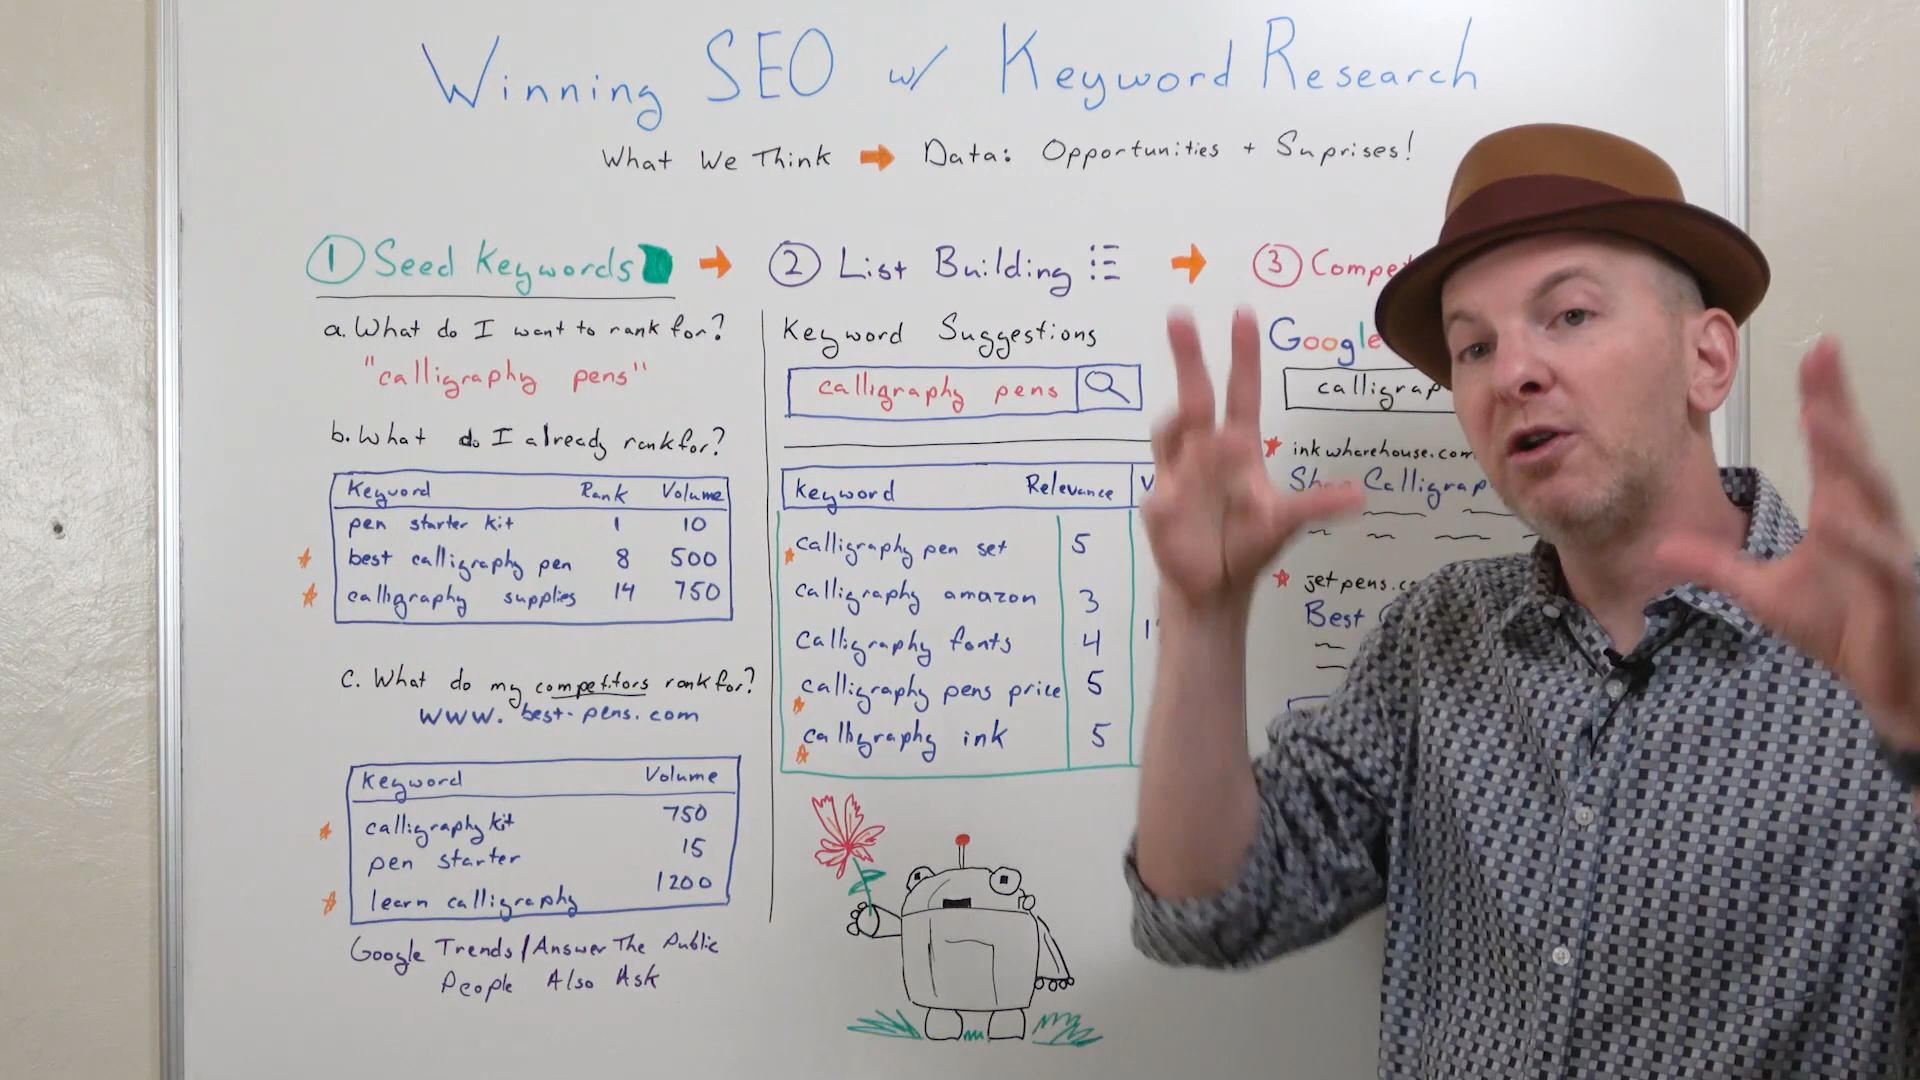 Winning SEO w/ Keyword Research
What We Think Data: Opportunities + Suprises!
1 Seed Keywords
a. What do I want to rank for?
"calligraphy pens"
b. What do I already rank for?
Keyword Rank Volume
pen starter kit 1 10
best calligraphy pen 8 500
calligraphy supplies 14 750
c. What do my competitors rank for?
www.best-pens.com
Keyword Volume
calligraphy kit 750
pen starter 15
learn calligraphy 1200
Google Trends/Answer The Public
People Also Ask
2 List Building
Keyword Suggestions
calligraphy pens
Keyword Relevance V
calligraphy pen set 5
calligraphy amazon 3
calligraphy fonts 4
calligraphy pens price 5
calligraphy ink 5
3 Compe
Google
calligrap
inkwharehouse.com
Calligrap
jetpens.co
Best